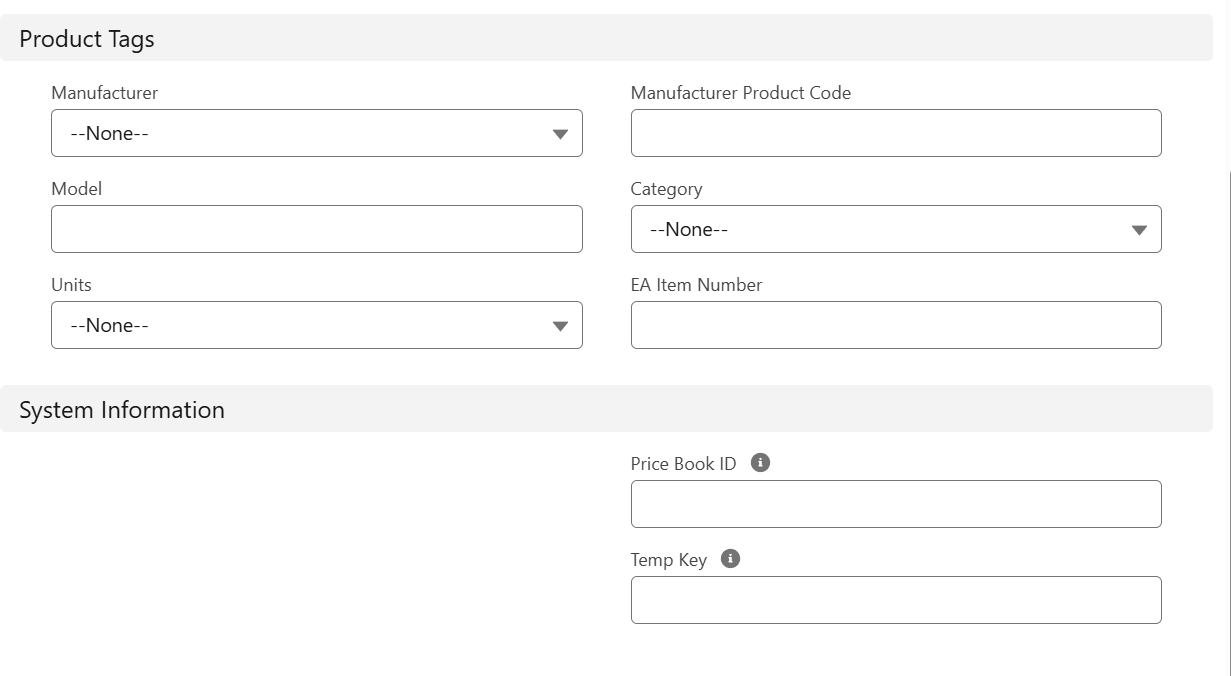 Product Tags
Manufacturer
Manufacturer Product Code
--None--
Model
Category
--None--
Units
EA Item Number
--None--
System Information
Price Book ID
Temp Key